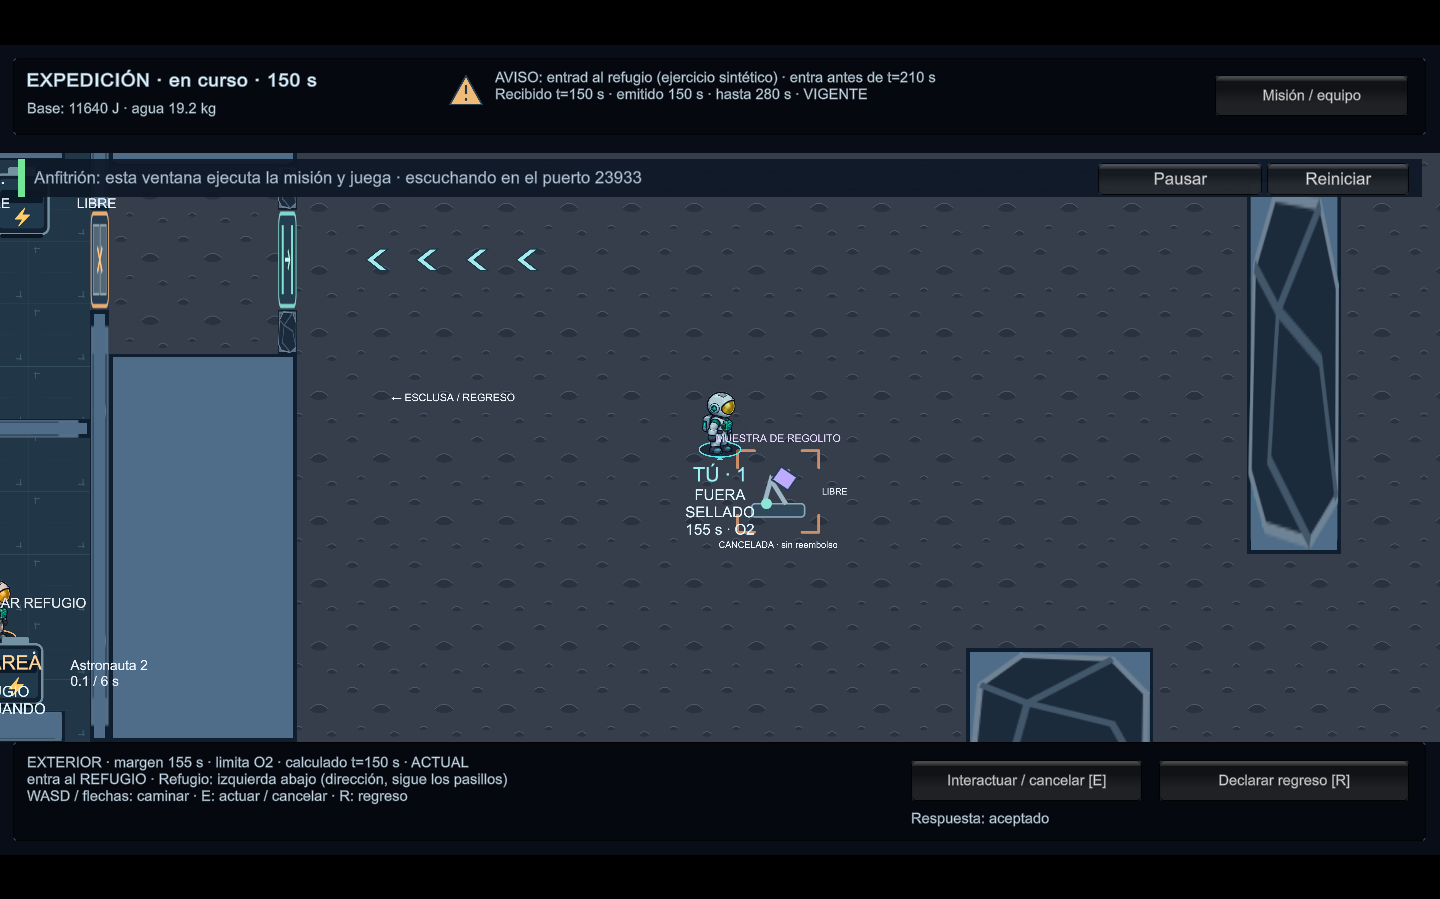 EXPEDICIÓN · en curso · 150 s
Base: 11640 J · agua 19.2 kg
AVISO: entrad al refugio (ejercicio sintético) · entra antes de t=210 s
Recibido t=150 s · emitido 150 s · hasta 280 s · VIGENTE
Misión / equipo
Anfitrión: esta ventana ejecuta la misión y juega · escuchando en el puerto 23933
Pausar
Reiniciar
E
LIBRE
← ESCLUSA / REGRESO
MUESTRA DE REGOLITO
TÚ · 1
FUERA
SELLADO
155 s · O2
LIBRE
CANCELADA · sin reembolso
AR REFUGIO
AREA
Astronauta 2
0.1 / 6 s
UGIO
UANDO
EXTERIOR · margen 155 s · limita O2 · calculado t=150 s · ACTUAL
entra al REFUGIO · Refugio: izquierda abajo (dirección, sigue los pasillos)
WASD / flechas: caminar · E: actuar / cancelar · R: regreso
Interactuar / cancelar [E]
Declarar regreso [R]
Respuesta: aceptado